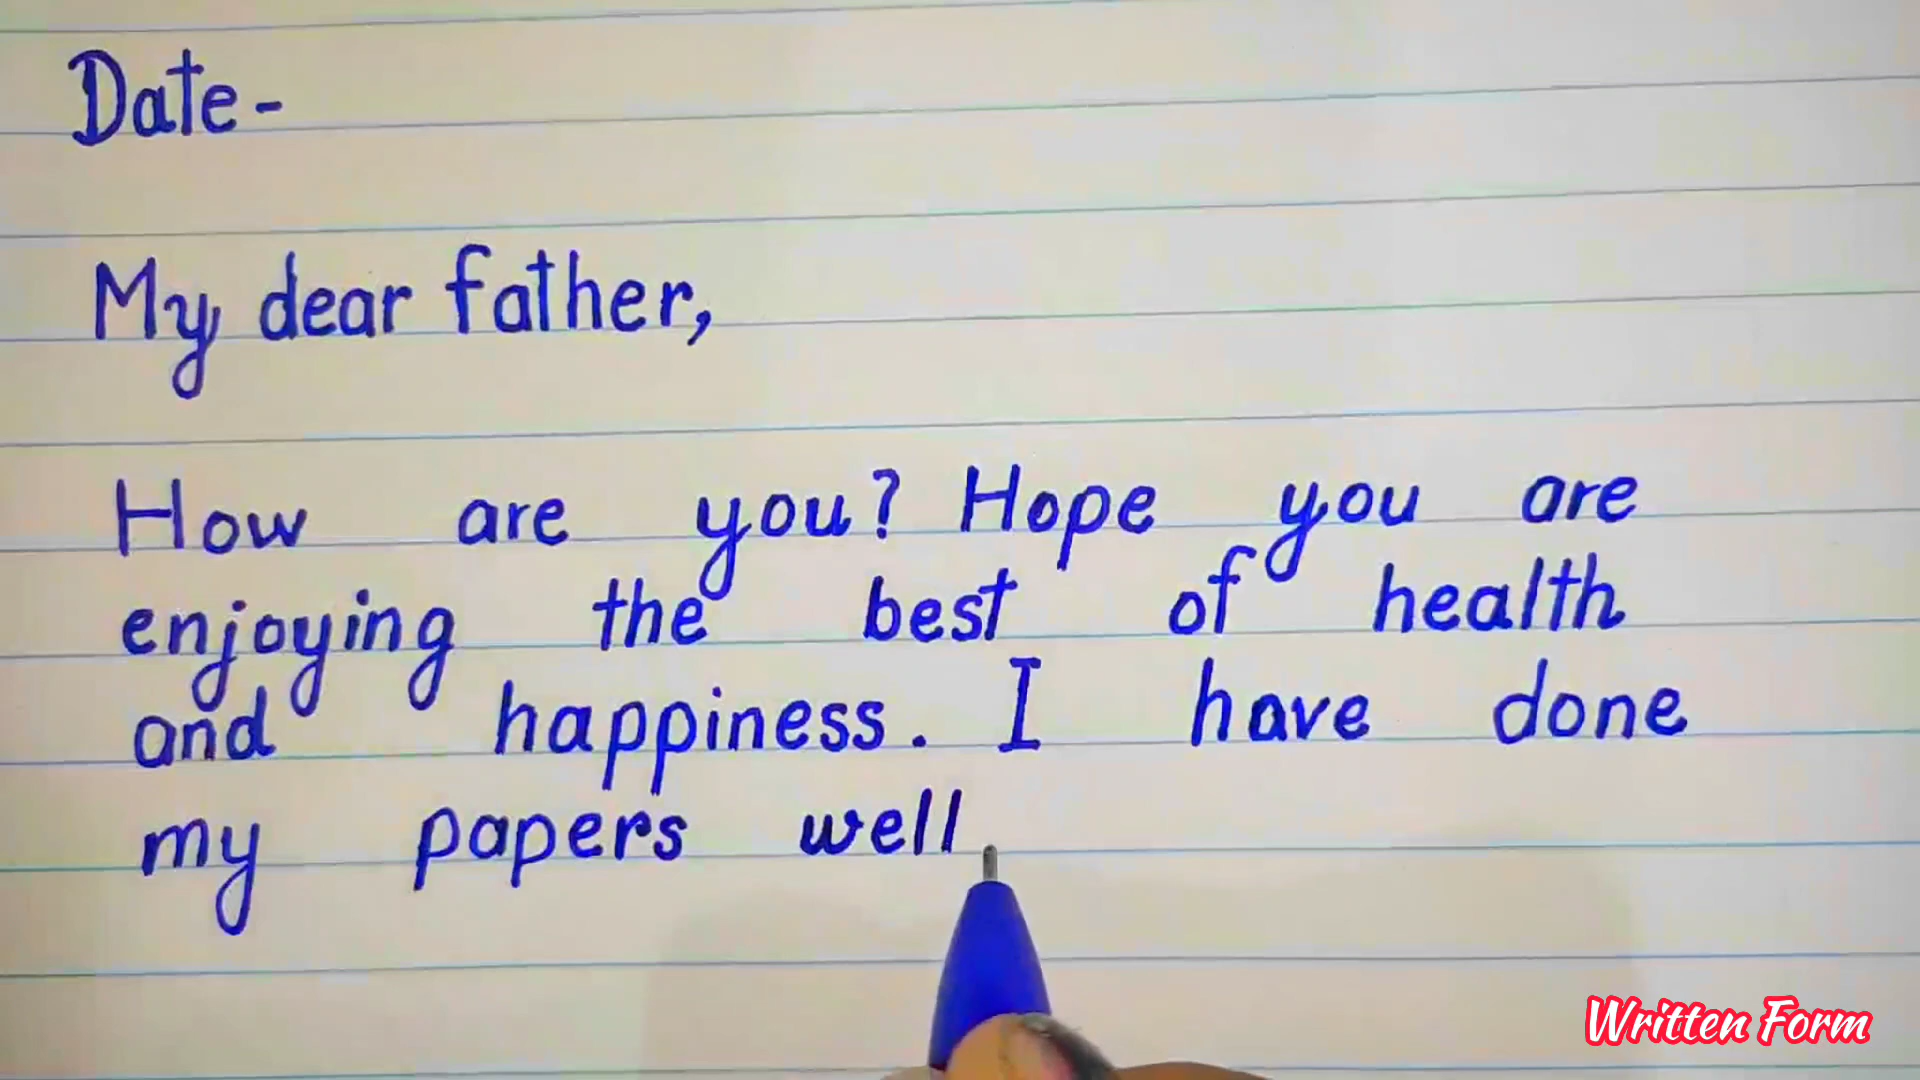 Date-
My dear father,
How are you? Hope you are
enjoying the best of health
and happiness. I have done
my papers well.
Written Form